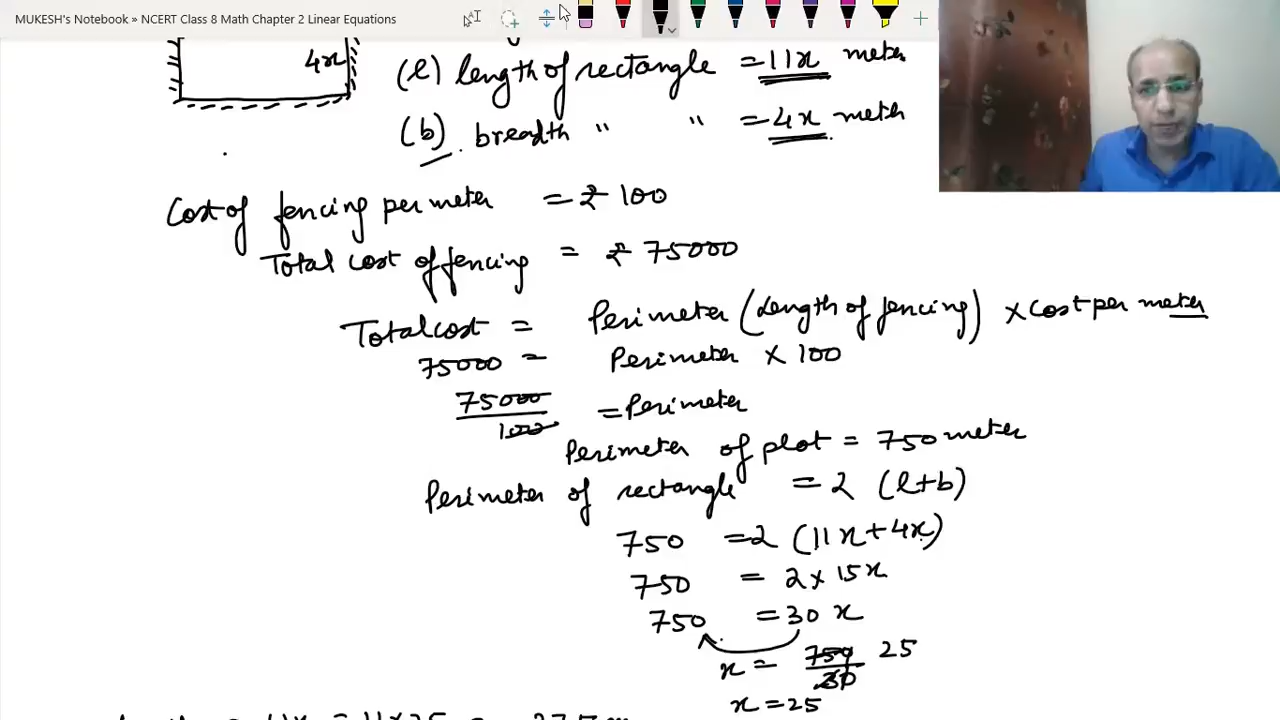 MUKESH's Notebook » NCERT Class 8 Math Chapter 2 Linear Equations
4x
(l) length of rectangle = 11x meter
(b) breadth " " = 4x meter
Cost of fencing per meter = ₹ 100
Total cost of fencing = ₹ 75000
Total cost = Perimeter (Length of fencing) × cost per meter
75000 = Perimeter × 100
75000/100 = Perimeter
Perimeter of plot = 750 meter
Perimeter of rectangle = 2 (l+b)
750 = 2 (11x + 4x)
750 = 2 × 15x
750 = 30 x
x = 750/30 25
x = 25